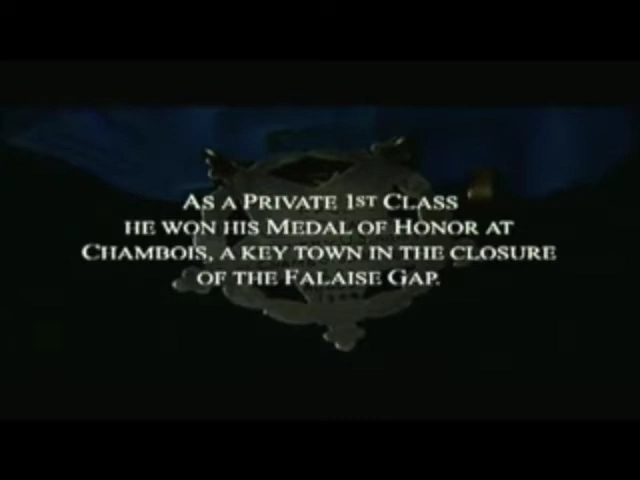 As a Private 1st Class
he won his Medal of Honor at
Chambois, a key town in the closure
of the Falaise Gap.